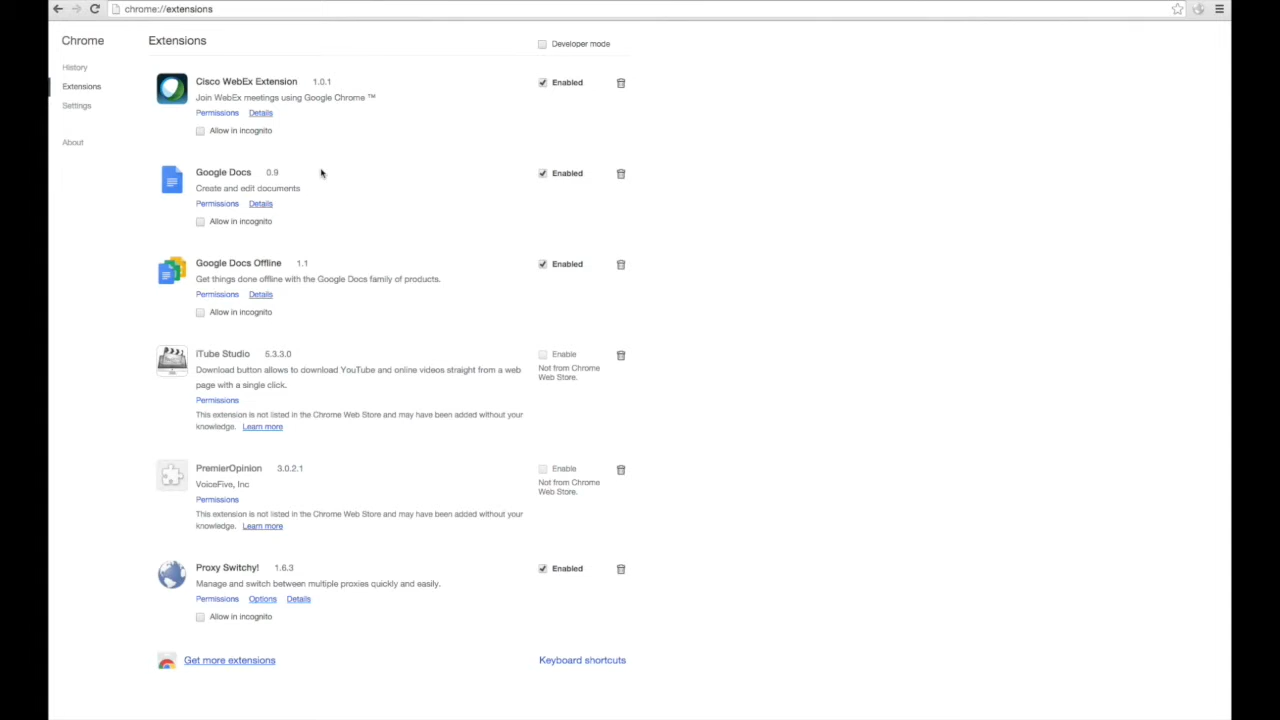 chrome://extensions
Chrome
History
Extensions
Settings
About
Extensions
Developer mode
Cisco WebEx Extension 1.0.1
Join WebEx meetings using Google Chrome ™
Permissions Details
Allow in incognito
Enabled
Google Docs 0.9
Create and edit documents
Permissions Details
Allow in incognito
Enabled
Google Docs Offline 1.1
Get things done offline with the Google Docs family of products.
Permissions Details
Allow in incognito
Enabled
iTube Studio 5.3.3.0
Download button allows to download YouTube and online videos straight from a web
page with a single click.
Permissions
This extension is not listed in the Chrome Web Store and may have been added without your
knowledge. Learn more
Enable
Not from Chrome
Web Store.
PremierOpinion 3.0.2.1
VoiceFive, Inc
Permissions
This extension is not listed in the Chrome Web Store and may have been added without your
knowledge. Learn more
Enable
Not from Chrome
Web Store.
Proxy Switchy! 1.6.3
Manage and switch between multiple proxies quickly and easily.
Permissions Options Details
Allow in incognito
Enabled
Get more extensions
Keyboard shortcuts